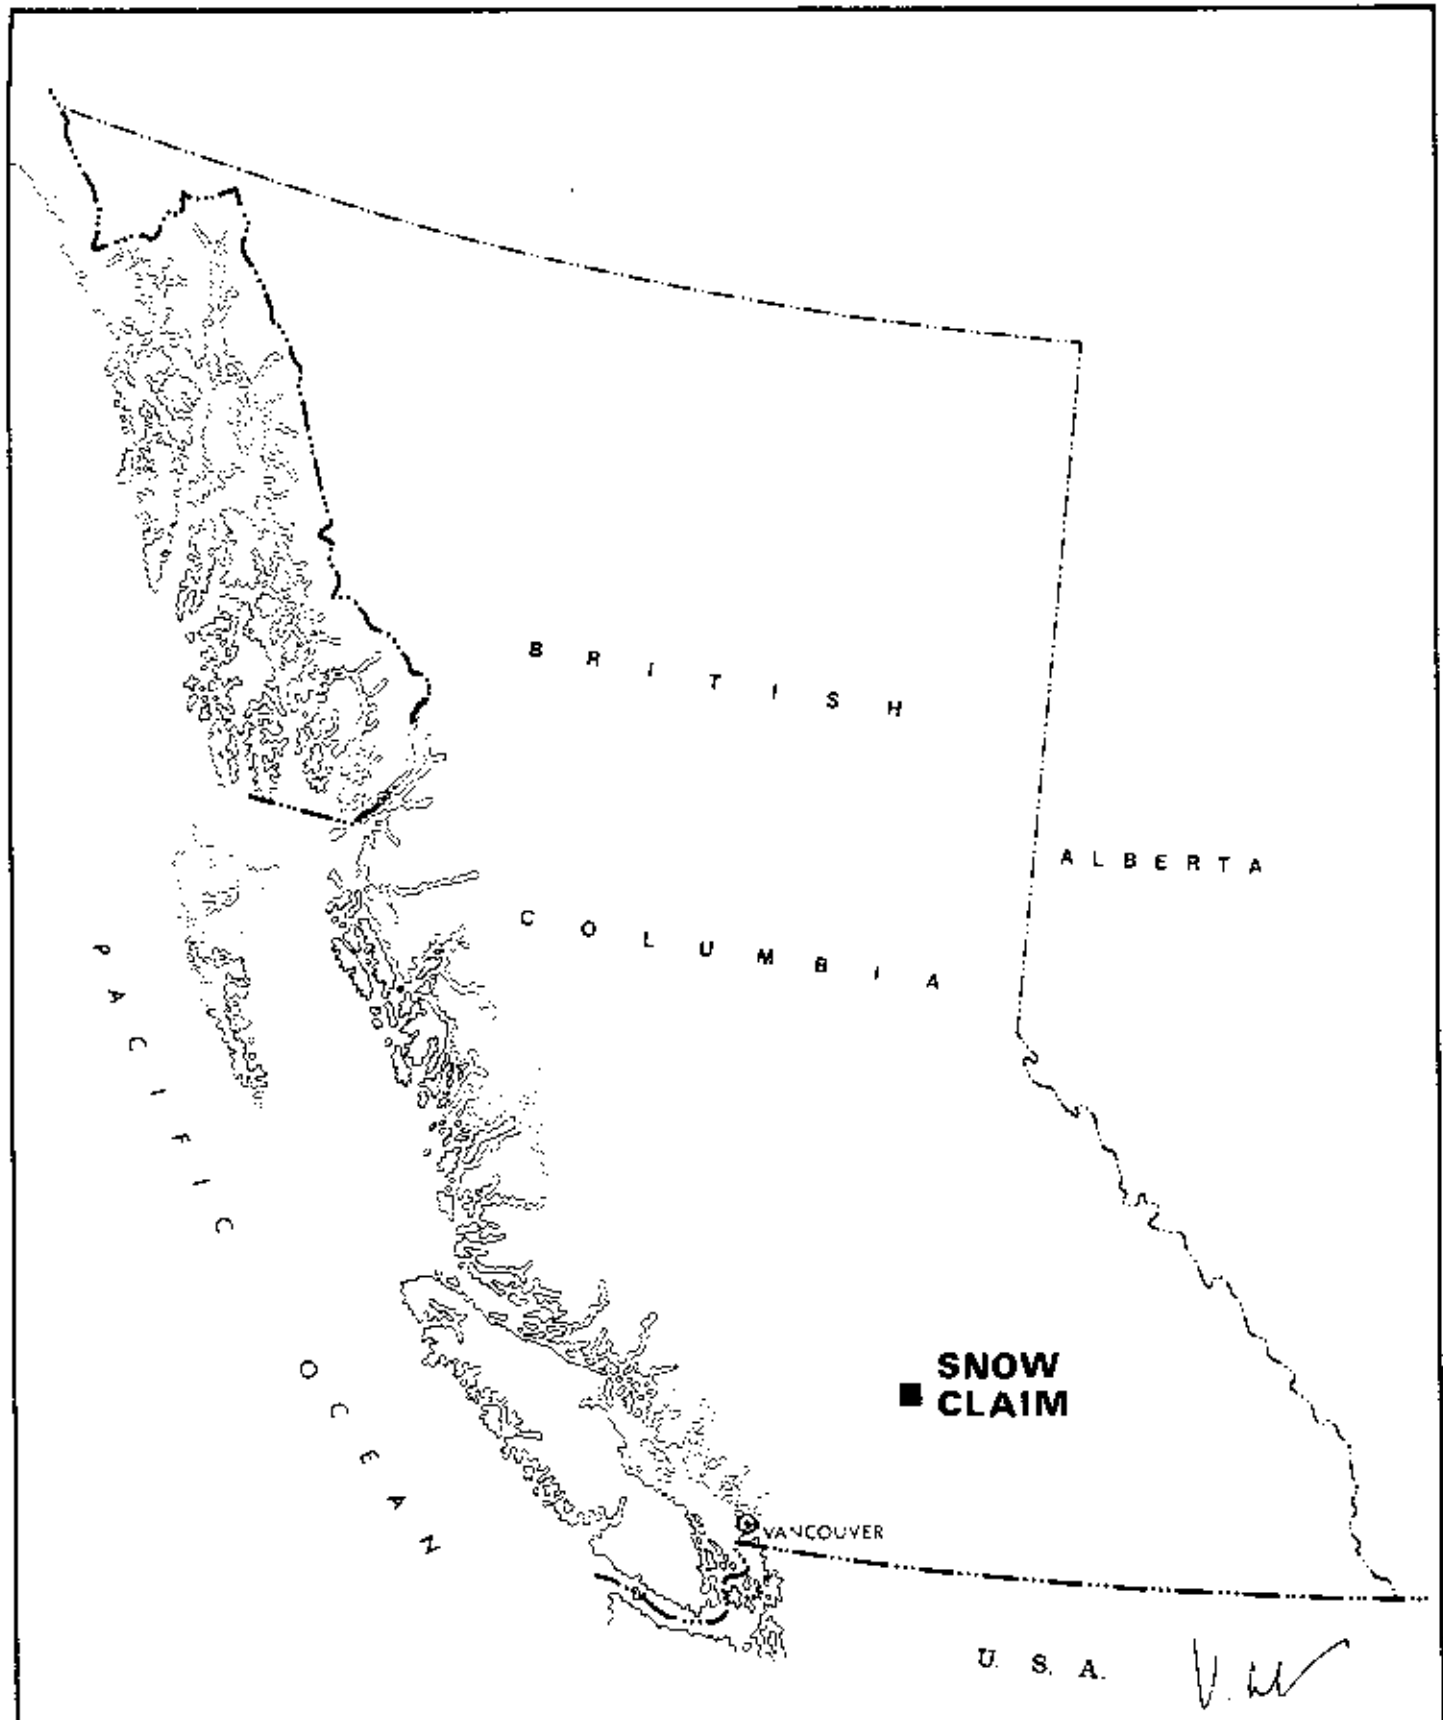 BRITISH
COLUMBIA
ALBERTA
PACIFIC OCEAN
SNOW
CLAIM
VANCOUVER
U. S. A.